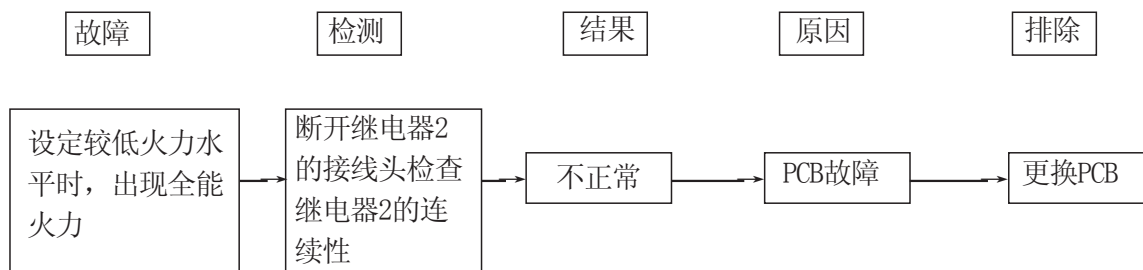 故障
检测
结果
原因
排除
设定较低火力水
平时，出现全能
火力
断开继电器2
的接线头检查
继电器2的连
续性
不正常
PCB故障
更换PCB